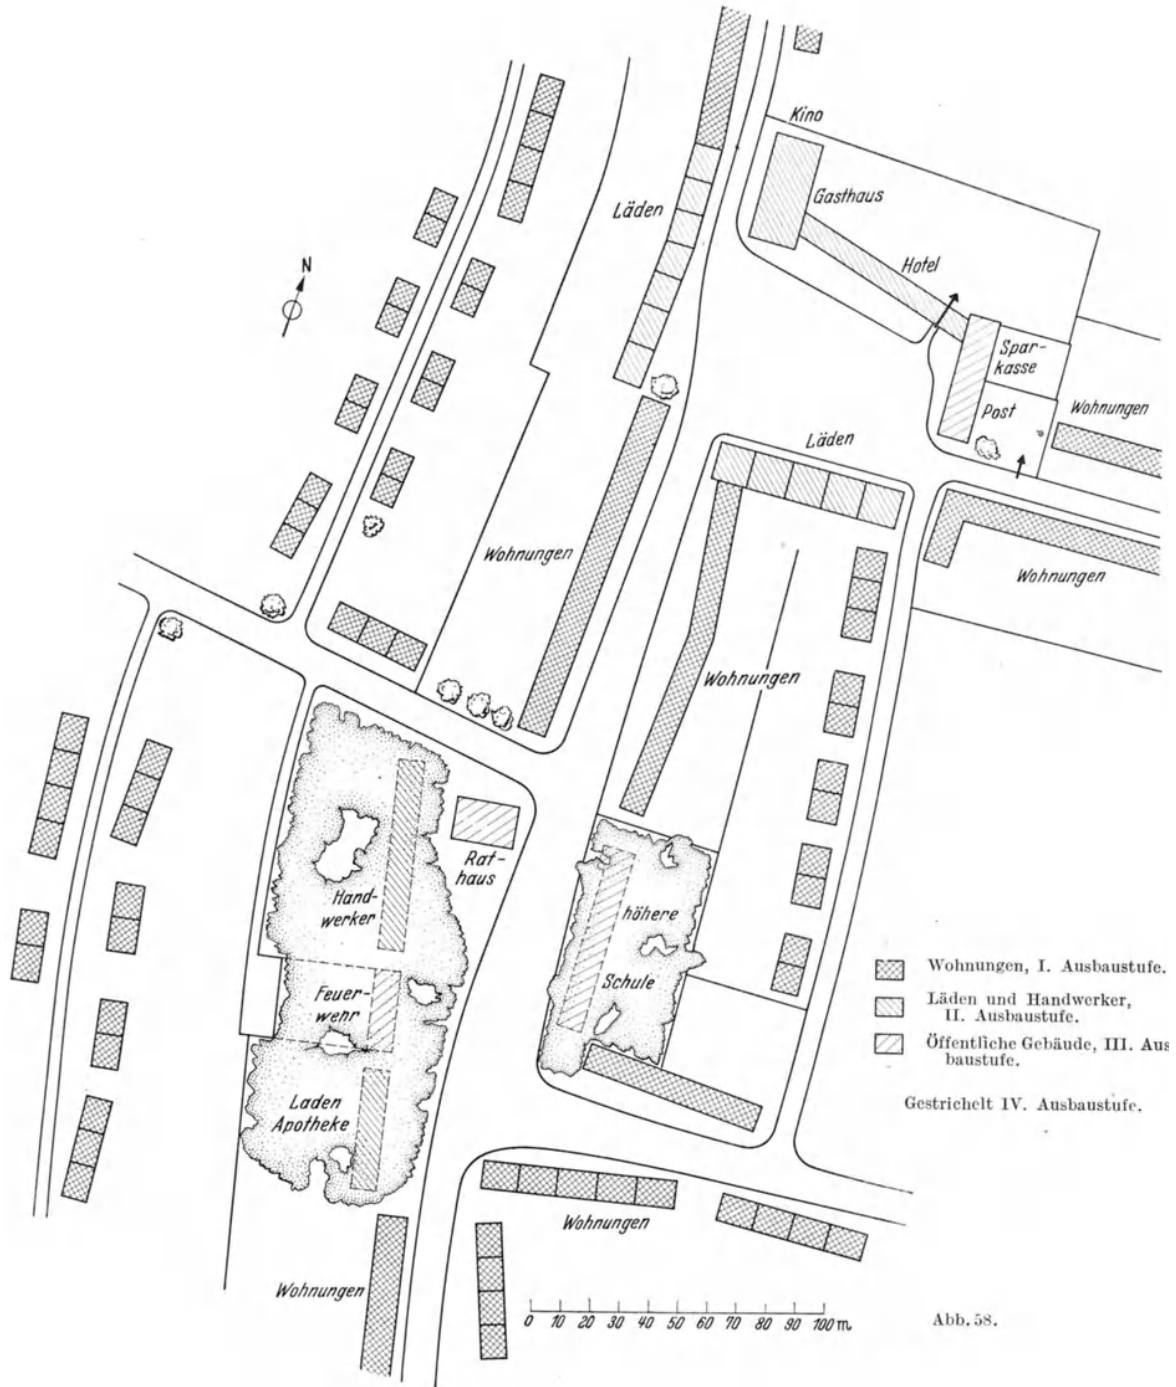 Kino
Gasthaus
Läden
N
Hotel
Spar-
kasse
Post
Wohnungen
Läden
Wohnungen
Wohnungen
Wohnungen
Rat-
haus
Hand-
werker
höhere
Schule
Feuer-
wehr
Laden
Apotheke
Wohnungen, I. Ausbaustufe.
Läden und Handwerker,
II. Ausbaustufe.
Öffentliche Gebäude, III. Aus
baustufe.
Gestrichelt IV. Ausbaustufe.
Wohnungen
Wohnungen
0 10 20 30 40 50 60 70 80 90 100 m
Abb. 58.